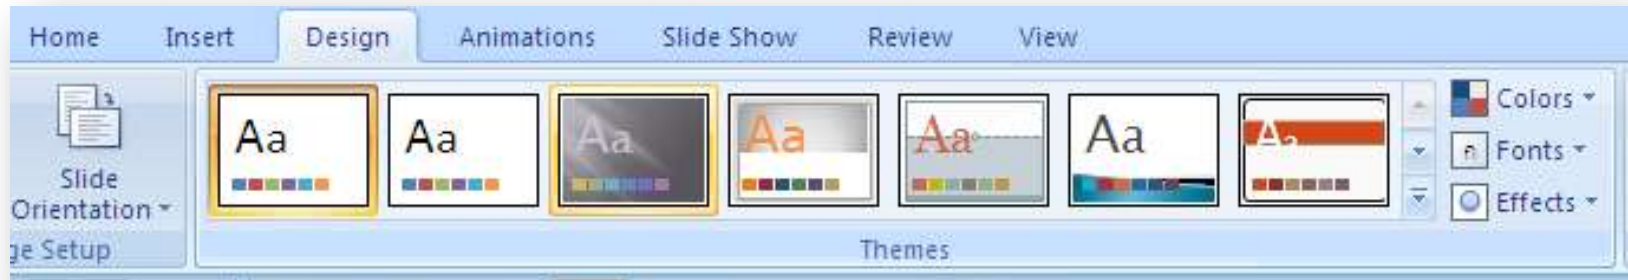 Home Insert Design Animations Slide Show Review View
Slide
Orientation
ge Setup
Aa Aa Aa Aa Aa Aa Aa
Colors
Fonts
Effects
Themes